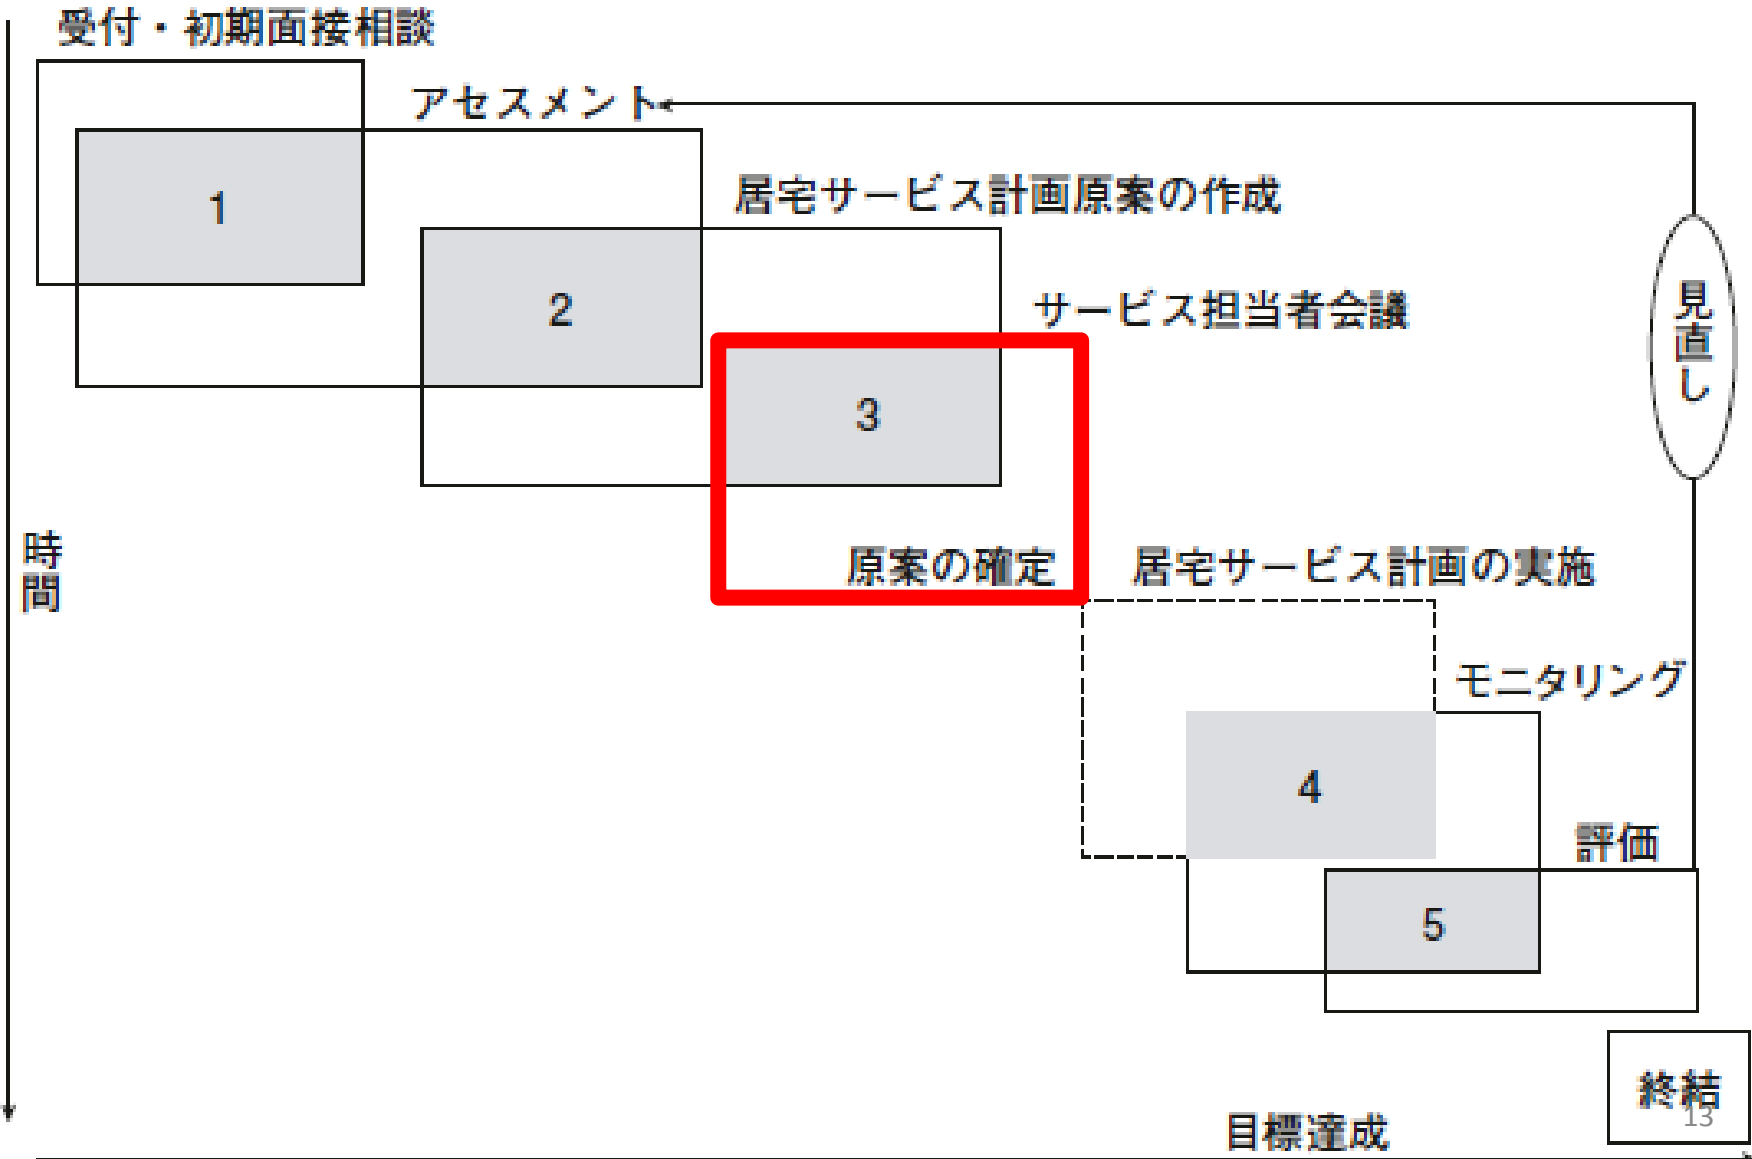 受付・初期面接相談
アセスメント
1
居宅サービス計画原案の作成
2
サービス担当者会議
見直し
3
時間
原案の確定
居宅サービス計画の実施
モニタリング
4
評価
5
終結
13
目標達成